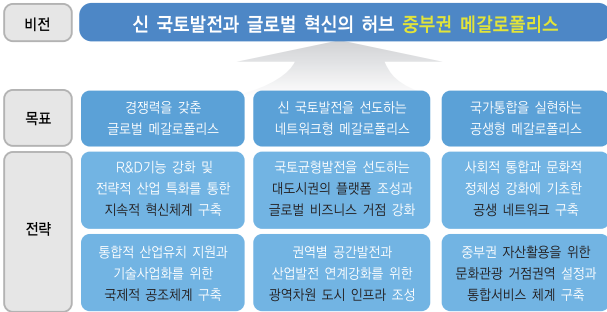 비전
신 국토발전과 글로벌 혁신의 허브 중부권 메갈로폴리스
목표
경쟁력을 갖춘
글로벌 메갈로폴리스
신 국토발전을 선도하는
네트워크형 메갈로폴리스
국가통합을 실현하는
공생형 메갈로폴리스
전략
R&D기능 강화 및
전략적 산업 특화를 통한
지속적 혁신체계 구축
국토균형발전을 선도하는
대도시권의 플랫폼 조성과
글로벌 비즈니스 거점 강화
사회적 통합과 문화적
정체성 강화에 기초한
공생 네트워크 구축
통합적 산업유치 지원과
기술사업화를 위한
국제적 공조체계 구축
권역별 공간발전과
산업발전 연계강화를 위한
광역차원 도시 인프라 조성
중부권 자산활용을 위한
문화관광 거점권역 설정과
통합서비스 체계 구축